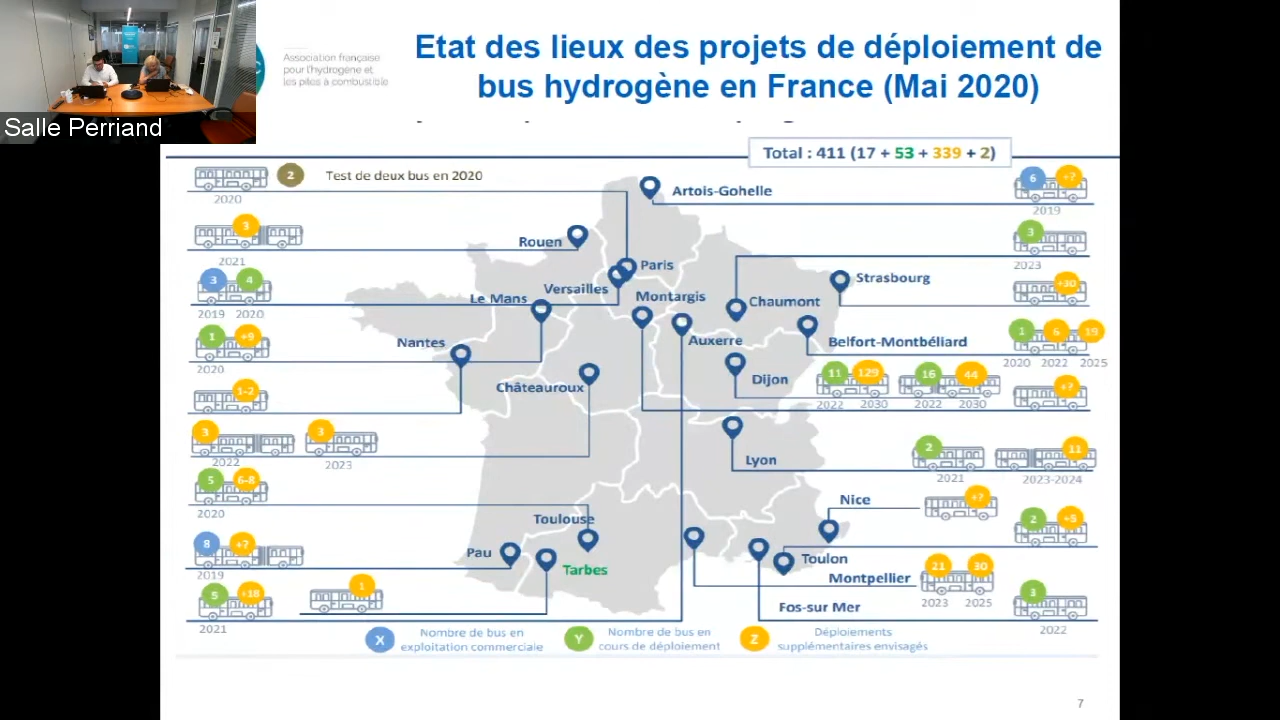 Salle Perriand
Association française
pour l'hydrogène et
les piles à combustible
Etat des lieux des projets de déploiement de
bus hydrogène en France (Mai 2020)
Total : 411 (17 + 53 + 339 + 2)
2
Test de deux bus en 2020
2020
Artois-Gohelle
6
+?
2019
3
2021
Rouen
Paris
3
2023
3
4
2019
2020
Versailles
Strasbourg
+30
Le Mans
Montargis
Chaumont
1
+9
2020
Nantes
Auxerre
Belfort-Montbéliard
1
6
19
2020
2022
2025
1-2
Châteauroux
Dijon
11
129
2022
2030
16
44
2022
2030
+?
3
2022
3
2023
Lyon
2
2021
11
2023-2024
5
6-8
2020
Toulouse
Nice
+?
2
+5
8
+?
2019
Pau
Tarbes
Toulon
Montpellier
21
30
2023
2025
5
+18
2021
1
Fos-sur Mer
3
2022
X
Nombre de bus en
exploitation commerciale
Y
Nombre de bus en
cours de déploiement
Z
Déploiements
supplémentaires envisagés
7